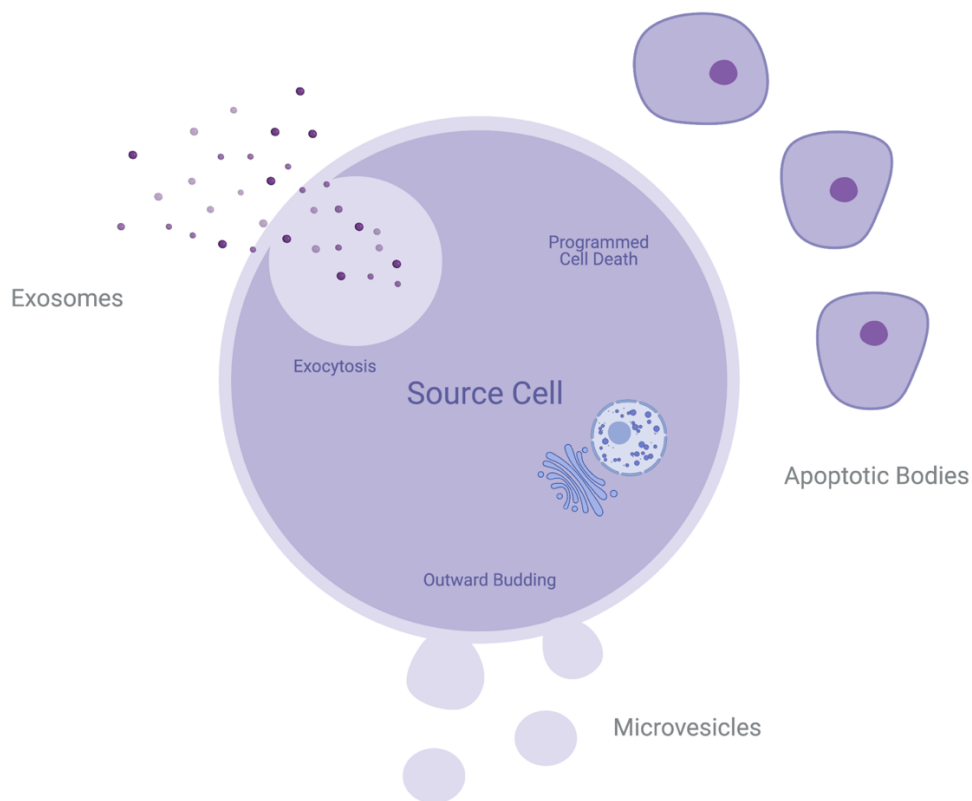 Programmed
Cell Death
Exosomes
Exocytosis
Source Cell
Apoptotic Bodies
Outward Budding
Microvesicles